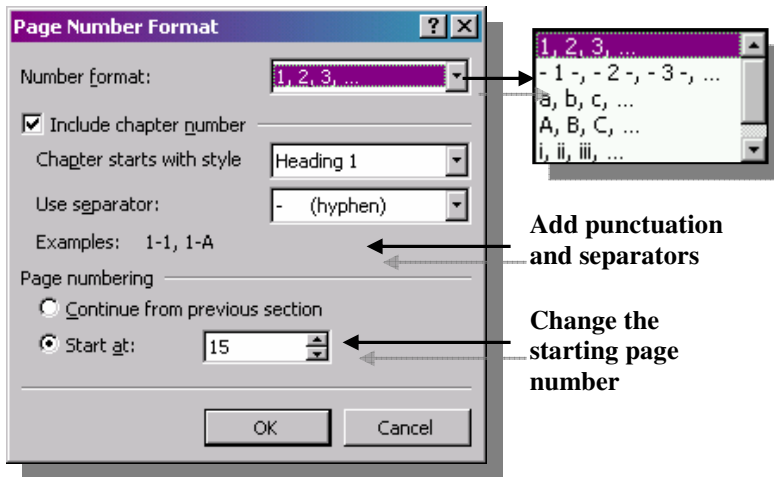 Page Number Format
Number format: 1, 2, 3, ...
Include chapter number
Chapter starts with style Heading 1
Use separator: - (hyphen)
Examples: 1-1, 1-A
Page numbering
Continue from previous section
Start at: 15
OK Cancel
1, 2, 3, ...
- 1 -, - 2 -, - 3 -, ...
a, b, c, ...
A, B, C, ...
i, ii, iii, ...
Add punctuation
and separators
Change the
starting page
number